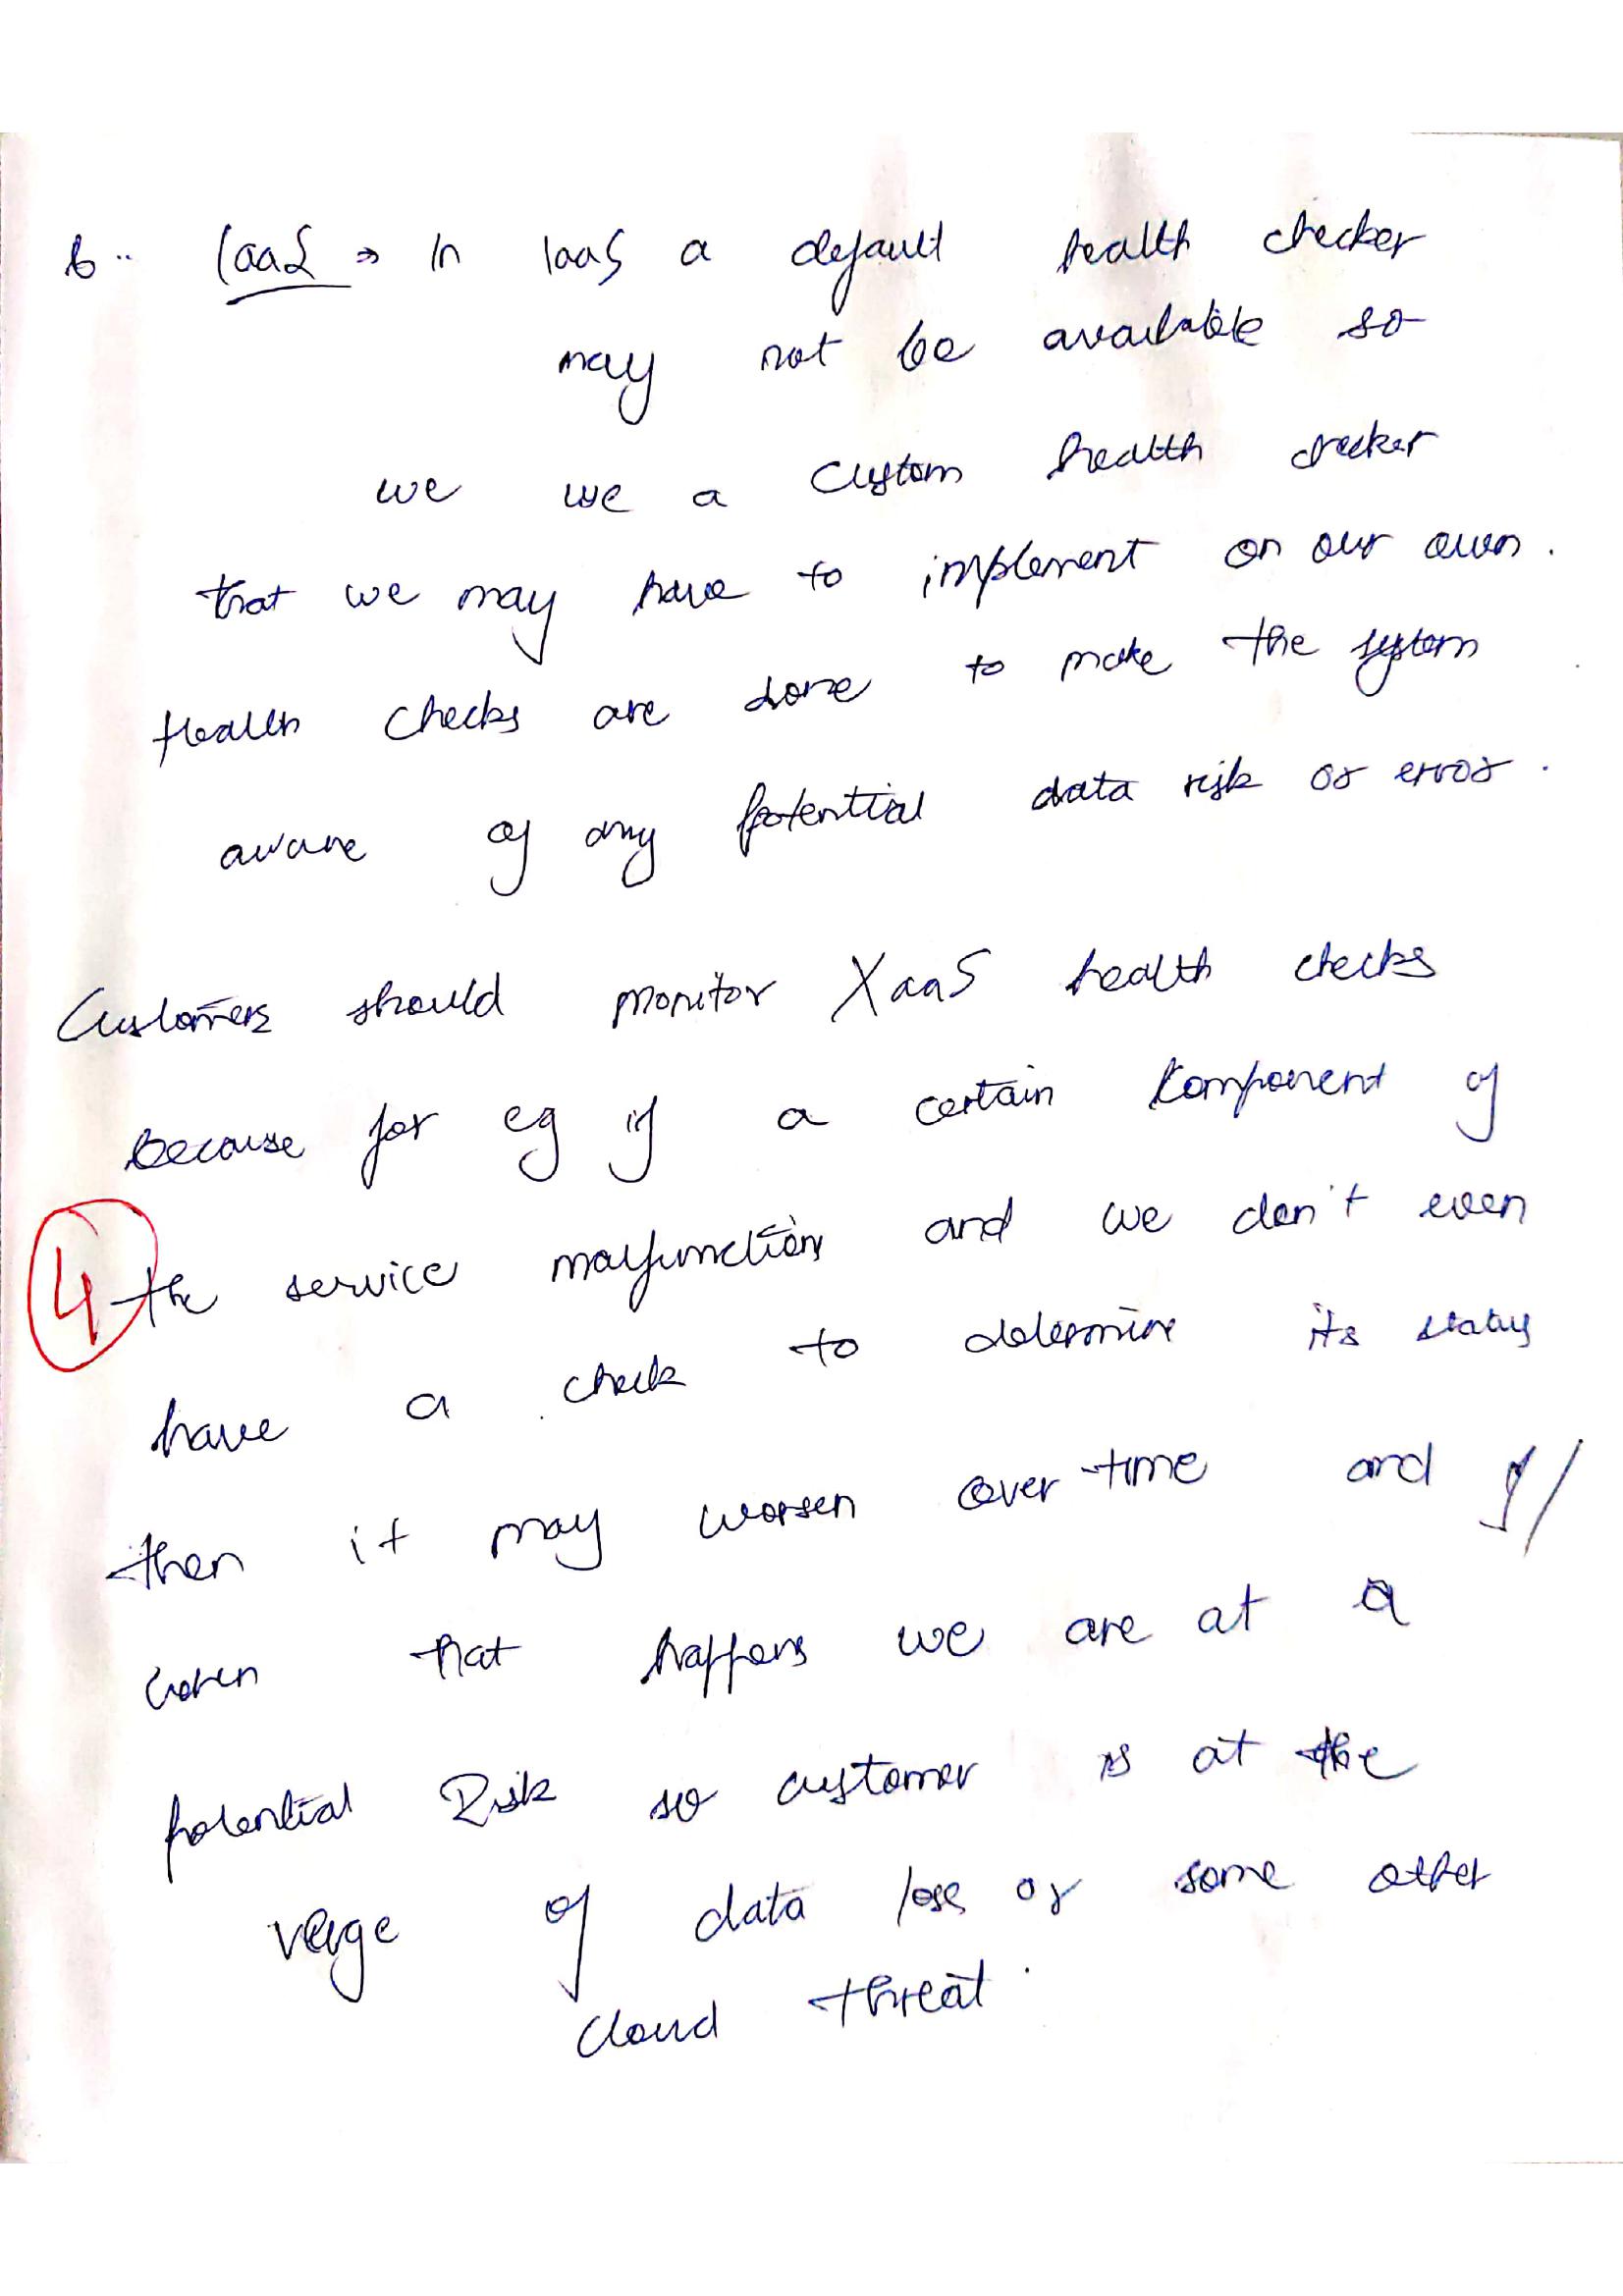 b.. IaaS ⇒ In IaaS a default health checker
may not be available so
we use a custom health checker
that we may have to implement on our own.
Health checks are done to make the system
aware of any potential data risk or error.
Customers should monitor XaaS health checks
because for eg if a certain component of
4 the service malfunctions and we don't even
have a check to determine its status
then it may worsen over time and
when that happens we are at a
potential Risk so customer is at the
verge of data lose or some other
cloud threat.